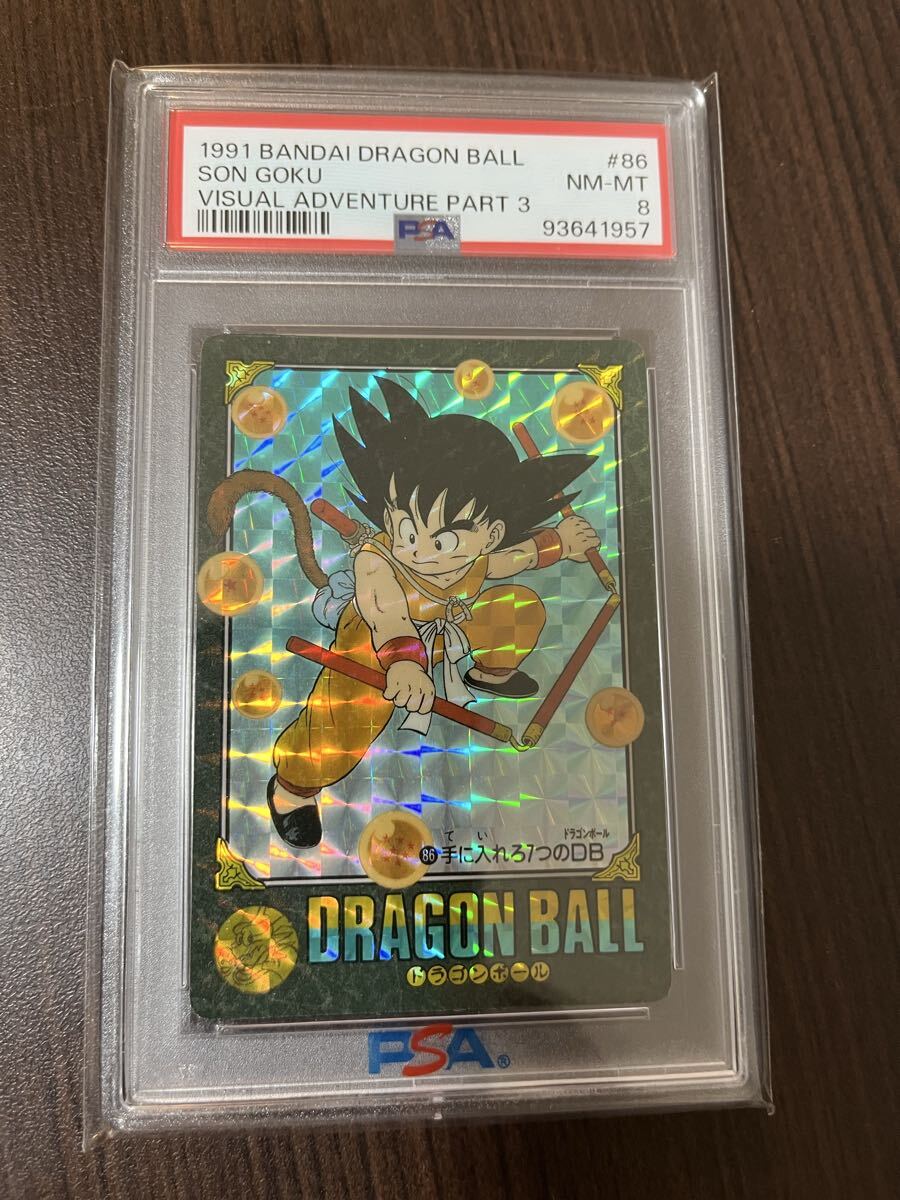 1991 BANDAI DRAGON BALL #86
SON GOKU NM-MT
VISUAL ADVENTURE PART 3 8
PSA 93641957
てい ドラゴンボール
86 手に入れろ7つのDB
DRAGON BALL
ドラゴンボール
PSA®